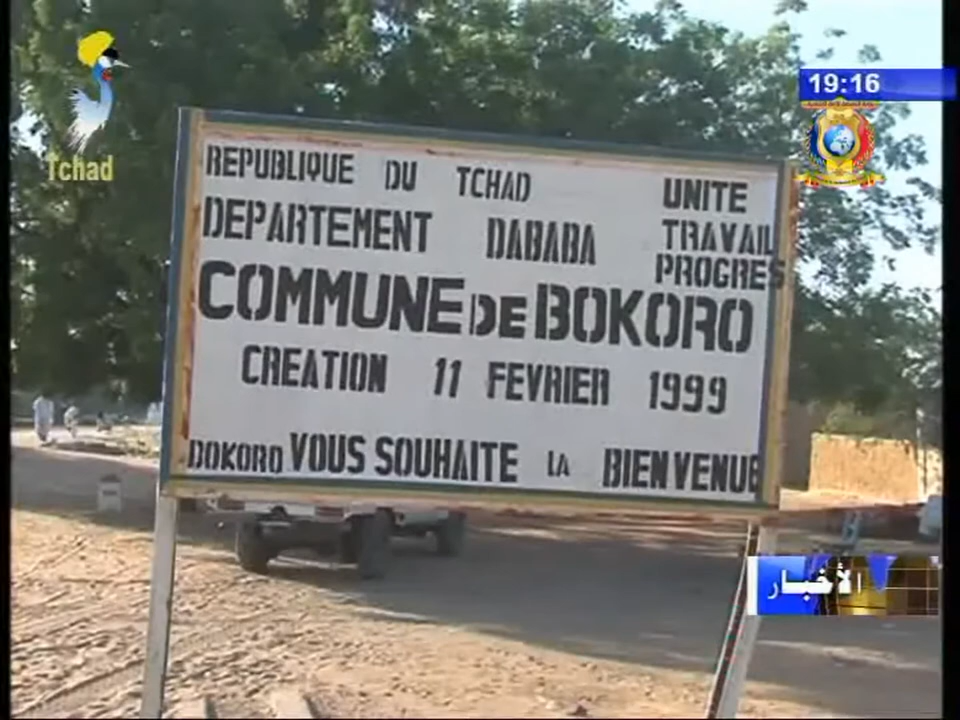 Tchad
19:16
REPUBLIQUE DU TCHAD UNITE
DEPARTEMENT DABABA TRAVAIL
PROGRES
COMMUNE DE BOKORO
CREATION 11 FEVRIER 1999
BOKORO VOUS SOUHAITE LA BIENVENUE
الأخبار